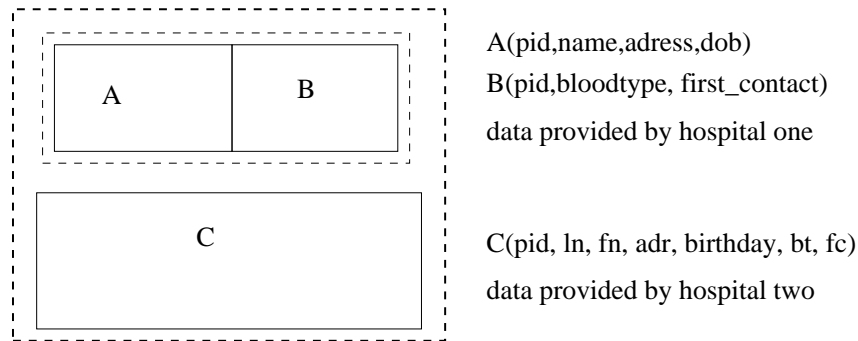 A
B
A(pid,name,adress,dob)
B(pid,bloodtype, first_contact)
data provided by hospital one
C
C(pid, ln, fn, adr, birthday, bt, fc)
data provided by hospital two